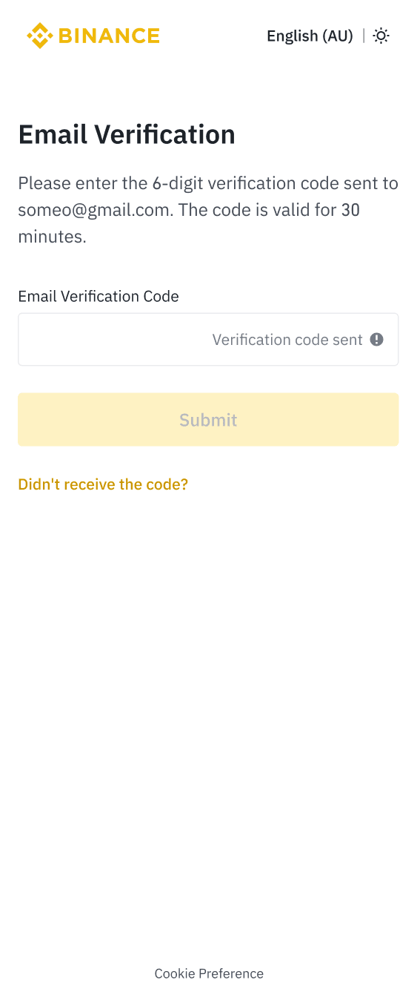 BINANCE
English (AU) |
Email Verification
Please enter the 6-digit verification code sent to
someo@gmail.com. The code is valid for 30
minutes.
Email Verification Code
Verification code sent
Submit
Didn't receive the code?
Cookie Preference